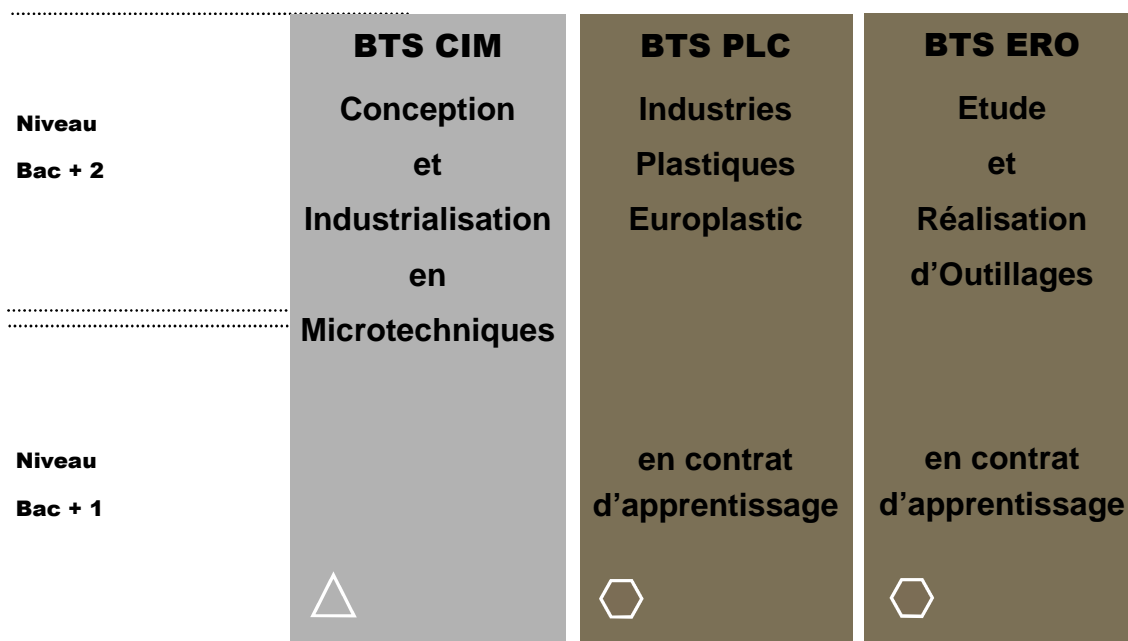 BTS CIM
Conception
et
Industrialisation
en
Microtechniques
BTS PLC
Industries
Plastiques
Europlastic
en contrat
d’apprentissage
BTS ERO
Etude
et
Réalisation
d’Outillages
en contrat
d’apprentissage
Niveau
Bac + 2
Niveau
Bac + 1